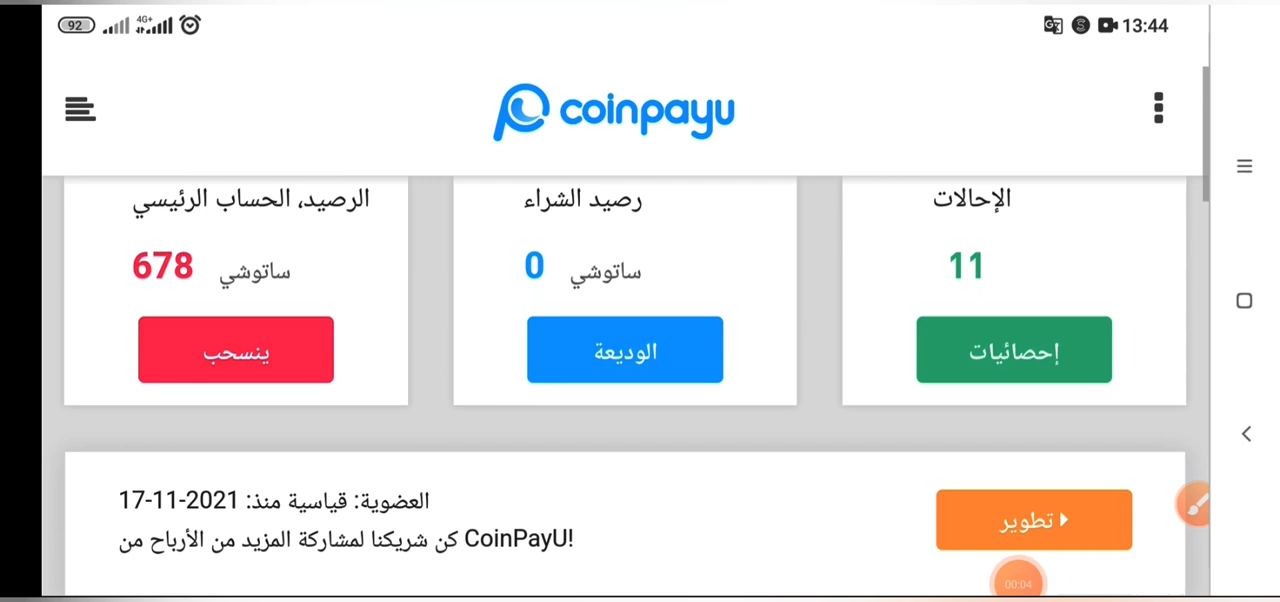 92 4G+ 13:44
coinpayu
الرصيد، الحساب الرئيسي
678 ساتوشي
ينسحب
رصيد الشراء
0 ساتوشي
الوديعة
الإحالات
11
إحصائيات
العضوية: قياسية منذ: 2021-11-17
كن شريكنا لمشاركة المزيد من الأرباح من CoinPayU!
تطوير
00:04